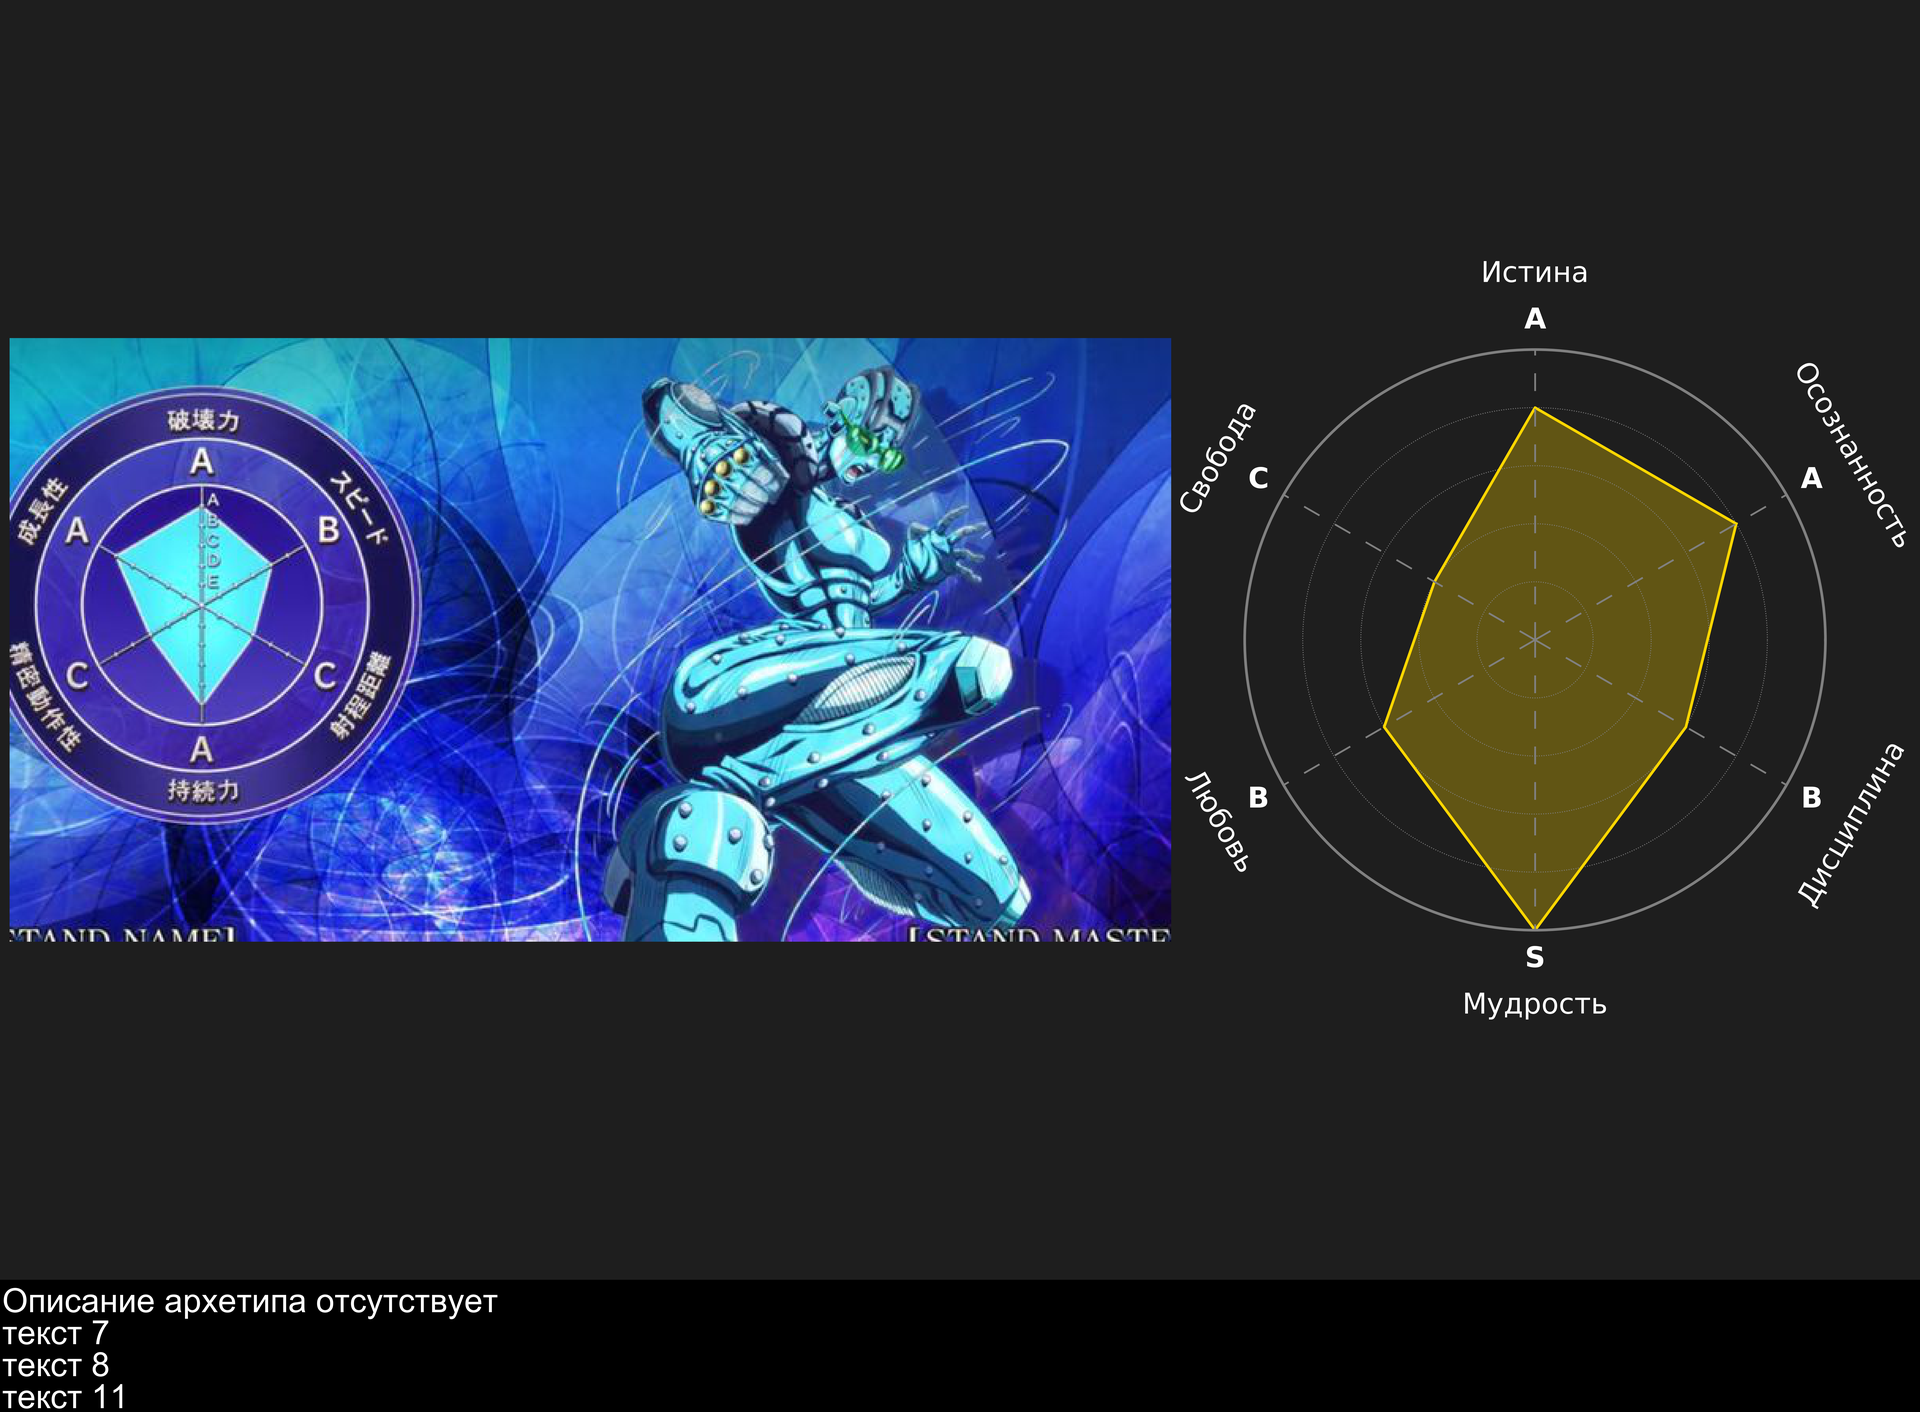 破壊力
A
スピード
B
射程距離
C
持続力
A
精密動作性
C
成長性
A
A
B
C
D
E
STAND NAME]
[STAND MASTE
Истина
A
Осознанность
A
Дисциплина
B
Мудрость
S
Любовь
B
Свобода
C
Описание архетипа отсутствует
текст 7
текст 8
текст 11